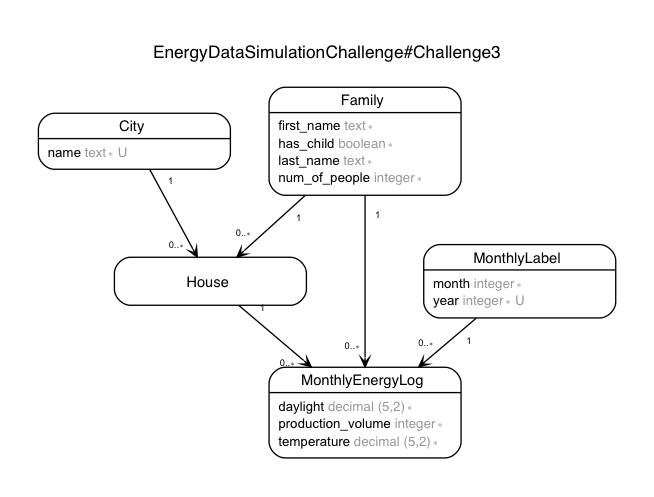 EnergyDataSimulationChallenge#Challenge3
Family
first_name text*
has_child boolean*
last_name text*
num_of_people integer*
City
name text* U
1
1
1
0..*
0..*
House
MonthlyLabel
month integer*
year integer* U
1
0..*
0..*
1
0..*
MonthlyEnergyLog
daylight decimal (5,2)*
production_volume integer*
temperature decimal (5,2)*